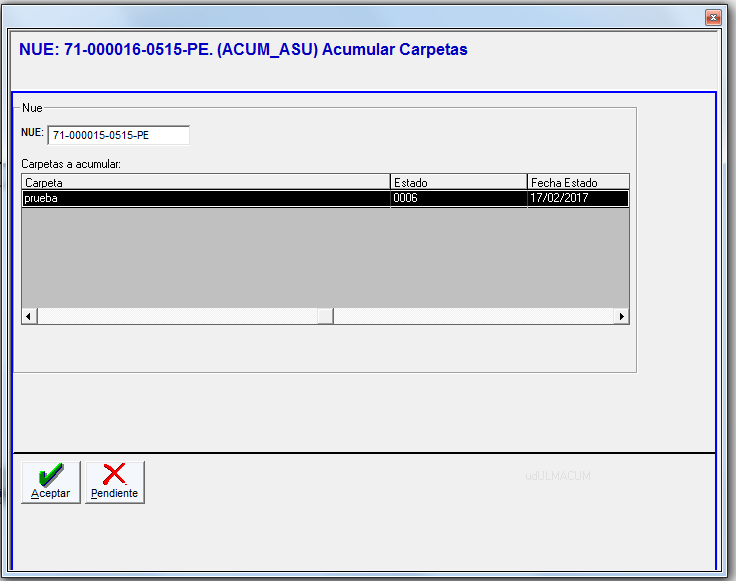 NUE: 71-000016-0515-PE. (ACUM_ASU) Acumular Carpetas
Nue
NUE: 71-000015-0515-PE
Carpetas a acumular:
Carpeta Estado Fecha Estado
prueba 0006 17/02/2017
Aceptar Pendiente
udULMACUM